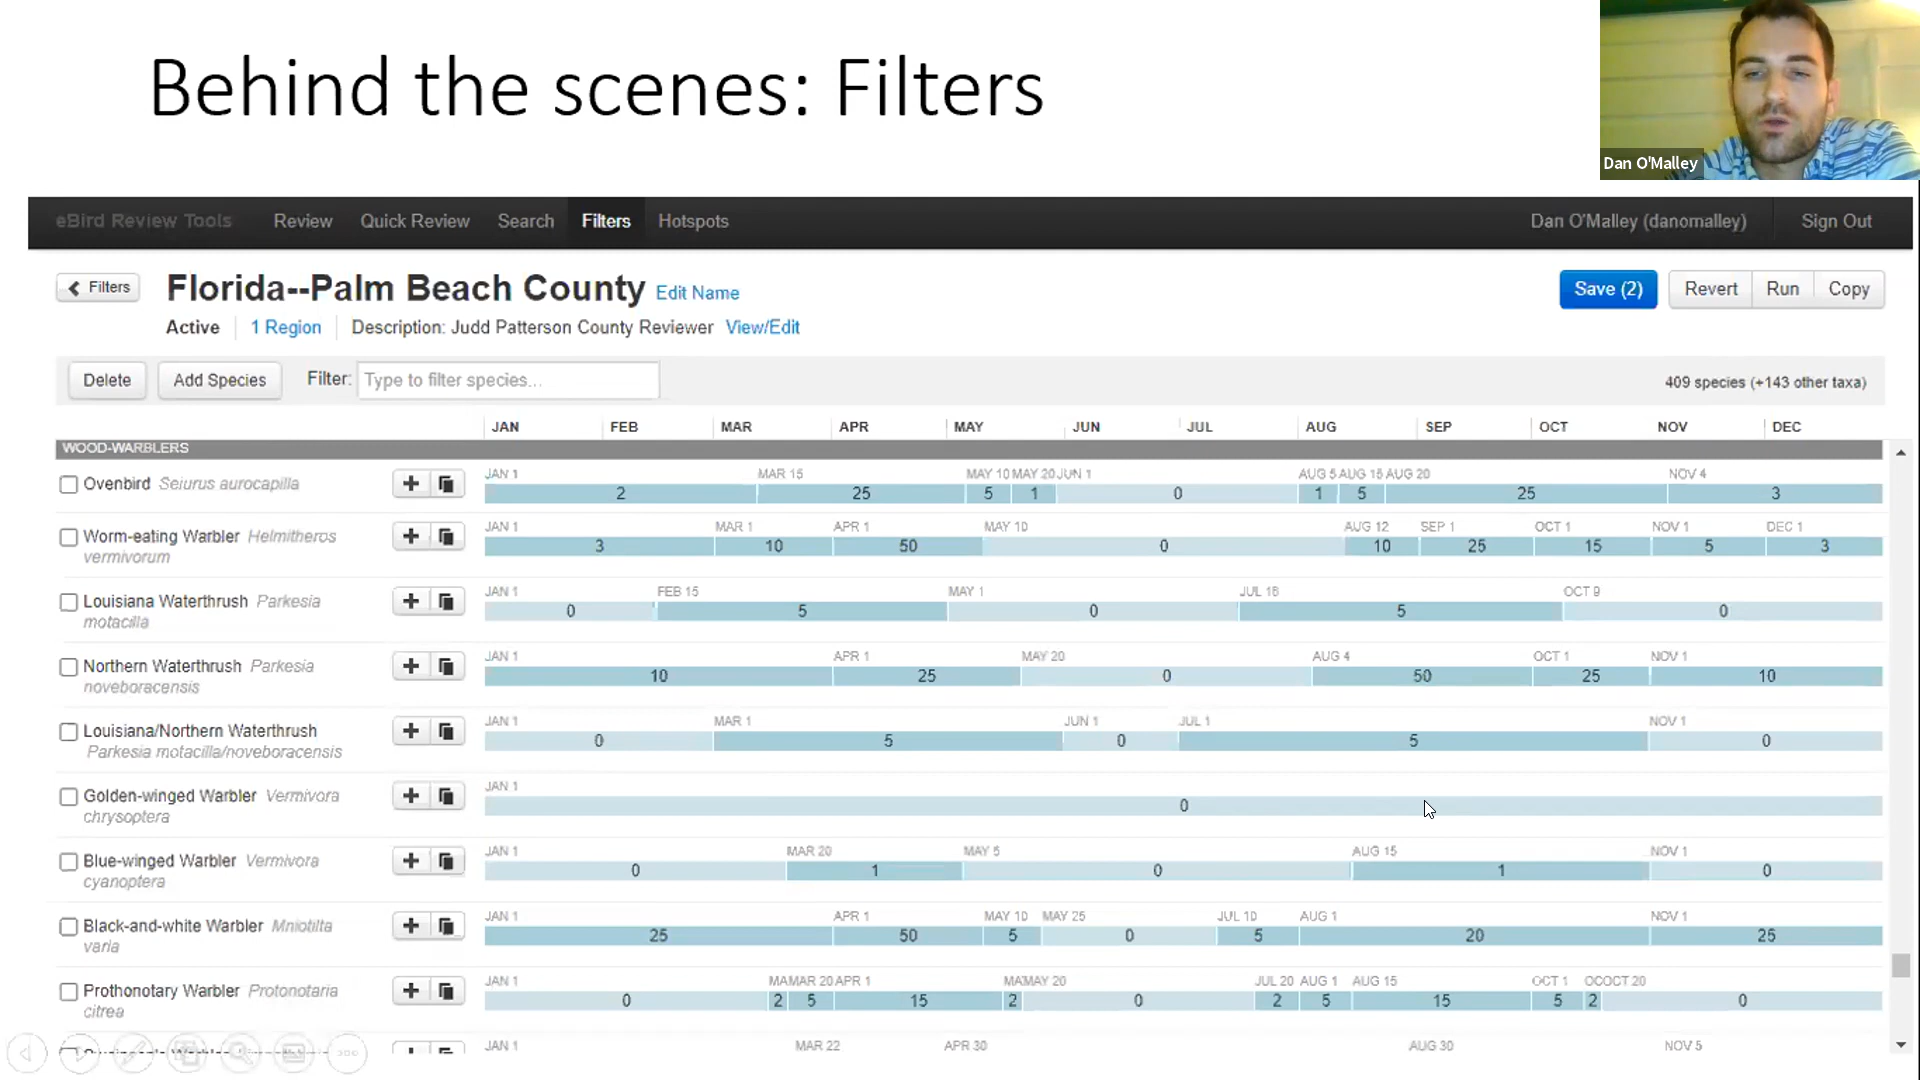 Behind the scenes: Filters
Dan O'Malley
eBird Review Tools Review Quick Review Search Filters Hotspots Dan O'Malley (danomalley) Sign Out
Filters Florida--Palm Beach County Edit Name Save (2) Revert Run Copy
Active 1 Region Description: Judd Patterson County Reviewer View/Edit
Delete Add Species Filter: Type to filter species... 409 species (+143 other taxa)
JAN FEB MAR APR MAY JUN JUL AUG SEP OCT NOV DEC
WOOD-WARBLERS
JAN 1 MAR 15 MAY 10 MAY 20 JUN 1 AUG 5 AUG 15 AUG 20 NOV 4
Ovenbird Seiurus aurocapilla 2 25 5 1 0 1 5 25 3
JAN 1 MAR 1 APR 1 MAY 10 AUG 12 SEP 1 OCT 1 NOV 1 DEC 1
Worm-eating Warbler Helmitheros 3 10 50 0 10 25 15 5 3
vermivorum
JAN 1 FEB 15 MAY 1 JUL 16 OCT 9
Louisiana Waterthrush Parkesia 0 5 0 5 0
motacilla
JAN 1 APR 1 MAY 20 AUG 4 OCT 1 NOV 1
Northern Waterthrush Parkesia 10 25 0 50 25 10
noveboracensis
JAN 1 MAR 1 JUN 1 JUL 1 NOV 1
Louisiana/Northern Waterthrush 0 5 0 5 0
Parkesia motacilla/noveboracensis
JAN 1
Golden-winged Warbler Vermivora 0
chrysoptera
JAN 1 MAR 20 MAY 5 AUG 15 NOV 1
Blue-winged Warbler Vermivora 0 1 0 1 0
cyanoptera
JAN 1 APR 1 MAY 10 MAY 25 JUL 10 AUG 1 NOV 1
Black-and-white Warbler Mniotilta 25 50 5 0 5 20 25
varia
JAN 1 MA MAR 20 APR 1 MA MAY 20 JUL 20 AUG 1 AUG 15 OCT 1 OC OCT 20
Prothonotary Warbler Protonotaria 0 2 5 15 2 0 2 5 15 5 2 0
citrea
JAN 1 MAR 22 APR 30 AUG 30 NOV 5